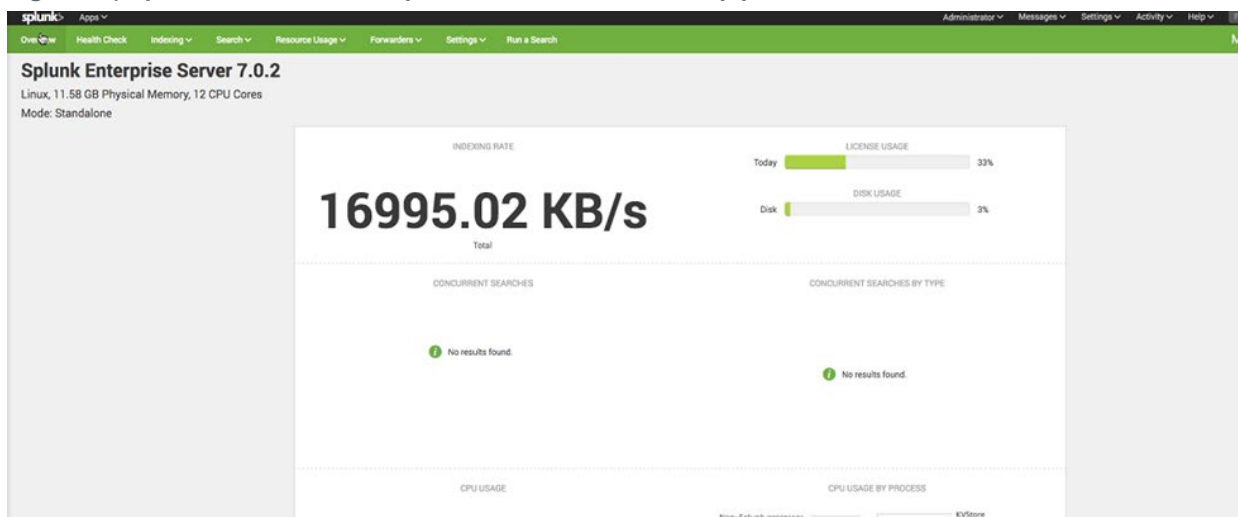 splunk> Apps Administrator Messages Settings Activity Help
Health Check Indexing Search Resource Usage Forwarders Settings Run a Search
Splunk Enterprise Server 7.0.2
Linux, 11.58 GB Physical Memory, 12 CPU Cores
Mode: Standalone
INDEXING RATE
16995.02 KB/s
Total
LICENSE USAGE
Today 33%
DISK USAGE
Disk 3%
CONCURRENT SEARCHES
No results found.
CONCURRENT SEARCHES BY TYPE
No results found.
CPU USAGE
CPU USAGE BY PROCESS
KVStore